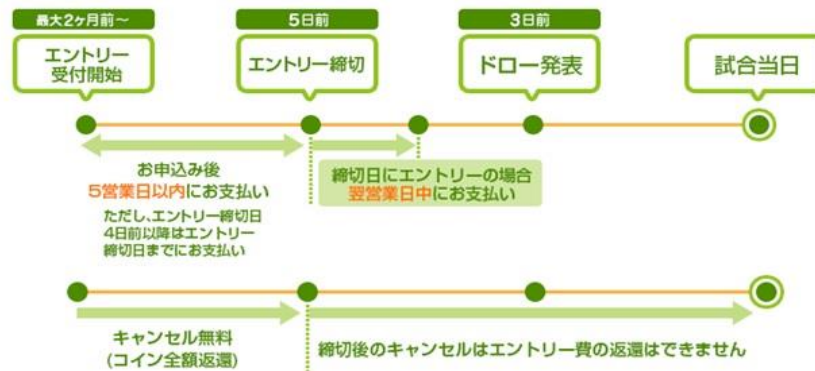 最大2ヶ月前～
5日前
3日前
エントリー
受付開始
エントリー締切
ドロー発表
試合当日
お申込み後
5営業日以内にお支払い
ただし、エントリー締切日
4日前以降はエントリー
締切日までにお支払い
締切日にエントリーの場合
翌営業日中にお支払い
キャンセル無料
(コイン全額返還)
締切後のキャンセルはエントリー費の返還はできません